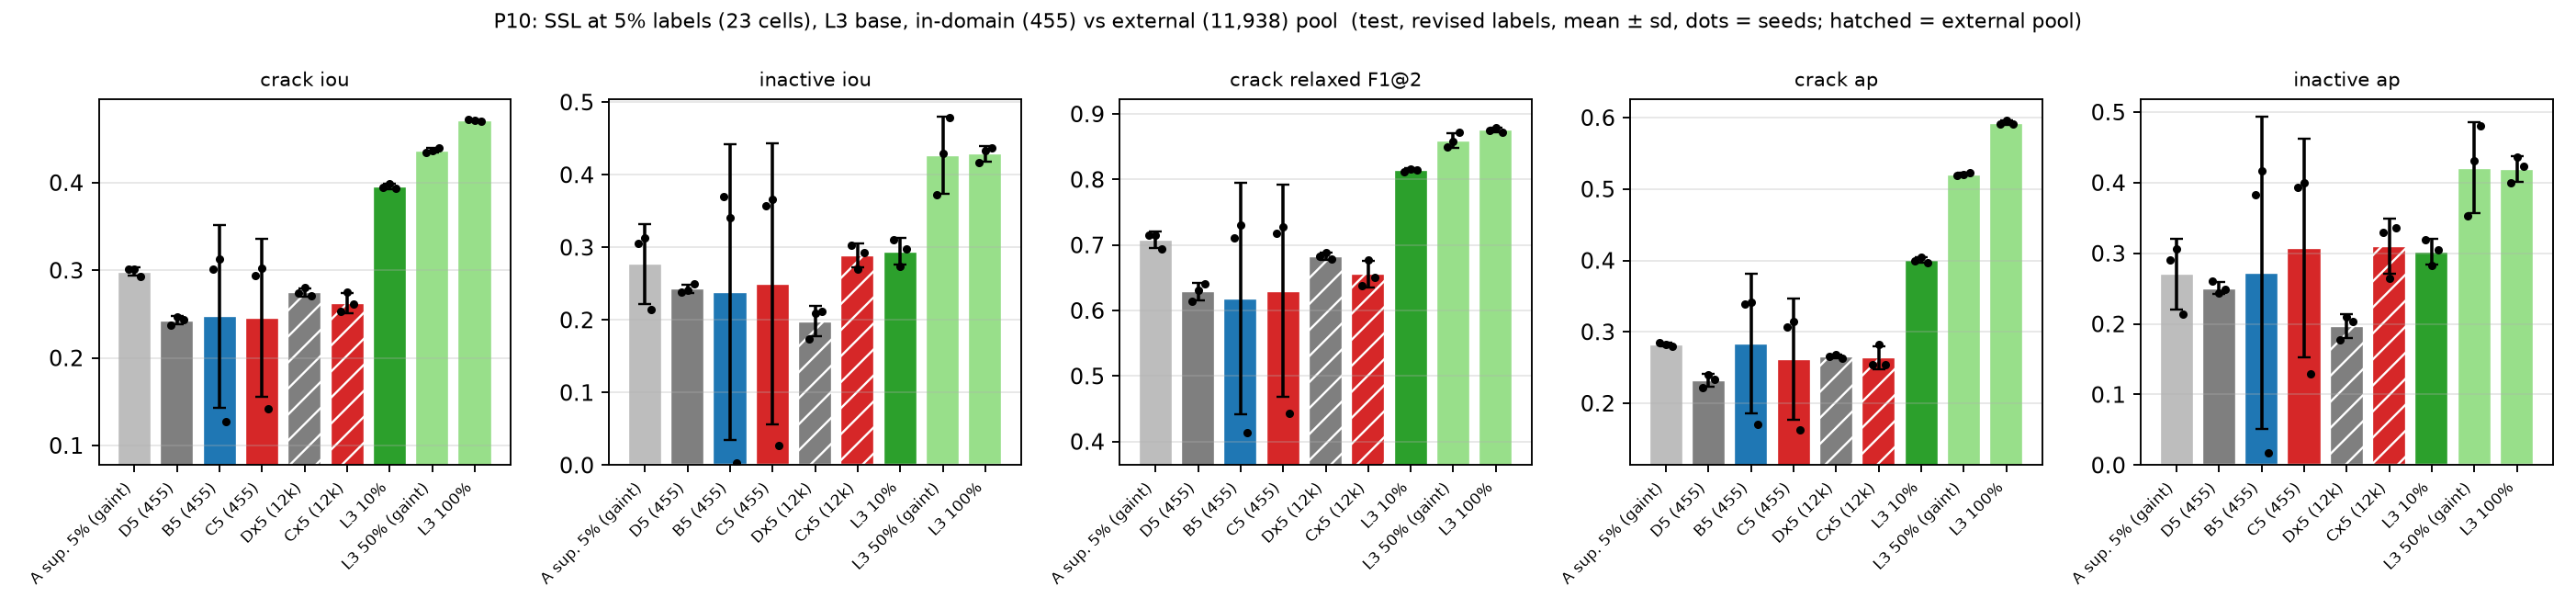 P10: SSL at 5% labels (23 cells), L3 base, in-domain (455) vs external (11,938) pool  (test, revised labels, mean ± sd, dots = seeds; hatched = external pool)
crack iou
0.4
0.3
0.2
0.1
A sup. 5% (gaint)
D5 (455)
B5 (455)
C5 (455)
Dx5 (12k)
Cx5 (12k)
L3 10%
L3 50% (gaint)
L3 100%
inactive iou
0.5
0.4
0.3
0.2
0.1
0.0
A sup. 5% (gaint)
D5 (455)
B5 (455)
C5 (455)
Dx5 (12k)
Cx5 (12k)
L3 10%
L3 50% (gaint)
L3 100%
crack relaxed F1@2
0.9
0.8
0.7
0.6
0.5
0.4
A sup. 5% (gaint)
D5 (455)
B5 (455)
C5 (455)
Dx5 (12k)
Cx5 (12k)
L3 10%
L3 50% (gaint)
L3 100%
crack ap
0.6
0.5
0.4
0.3
0.2
A sup. 5% (gaint)
D5 (455)
B5 (455)
C5 (455)
Dx5 (12k)
Cx5 (12k)
L3 10%
L3 50% (gaint)
L3 100%
inactive ap
0.5
0.4
0.3
0.2
0.1
0.0
A sup. 5% (gaint)
D5 (455)
B5 (455)
C5 (455)
Dx5 (12k)
Cx5 (12k)
L3 10%
L3 50% (gaint)
L3 100%